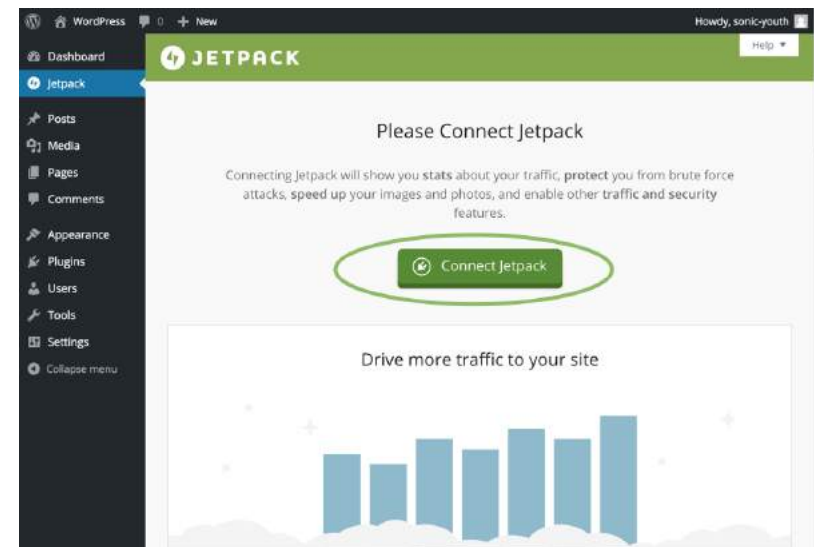 WordPress 0 + New Howdy, sonic-youth
Dashboard
Jetpack
Posts
Media
Pages
Comments
Appearance
Plugins
Users
Tools
Settings
Collapse menu
JETPACK
Help ▼
Please Connect Jetpack
Connecting Jetpack will show you stats about your traffic, protect you from brute force
attacks, speed up your images and photos, and enable other traffic and security
features.
Connect Jetpack
Drive more traffic to your site